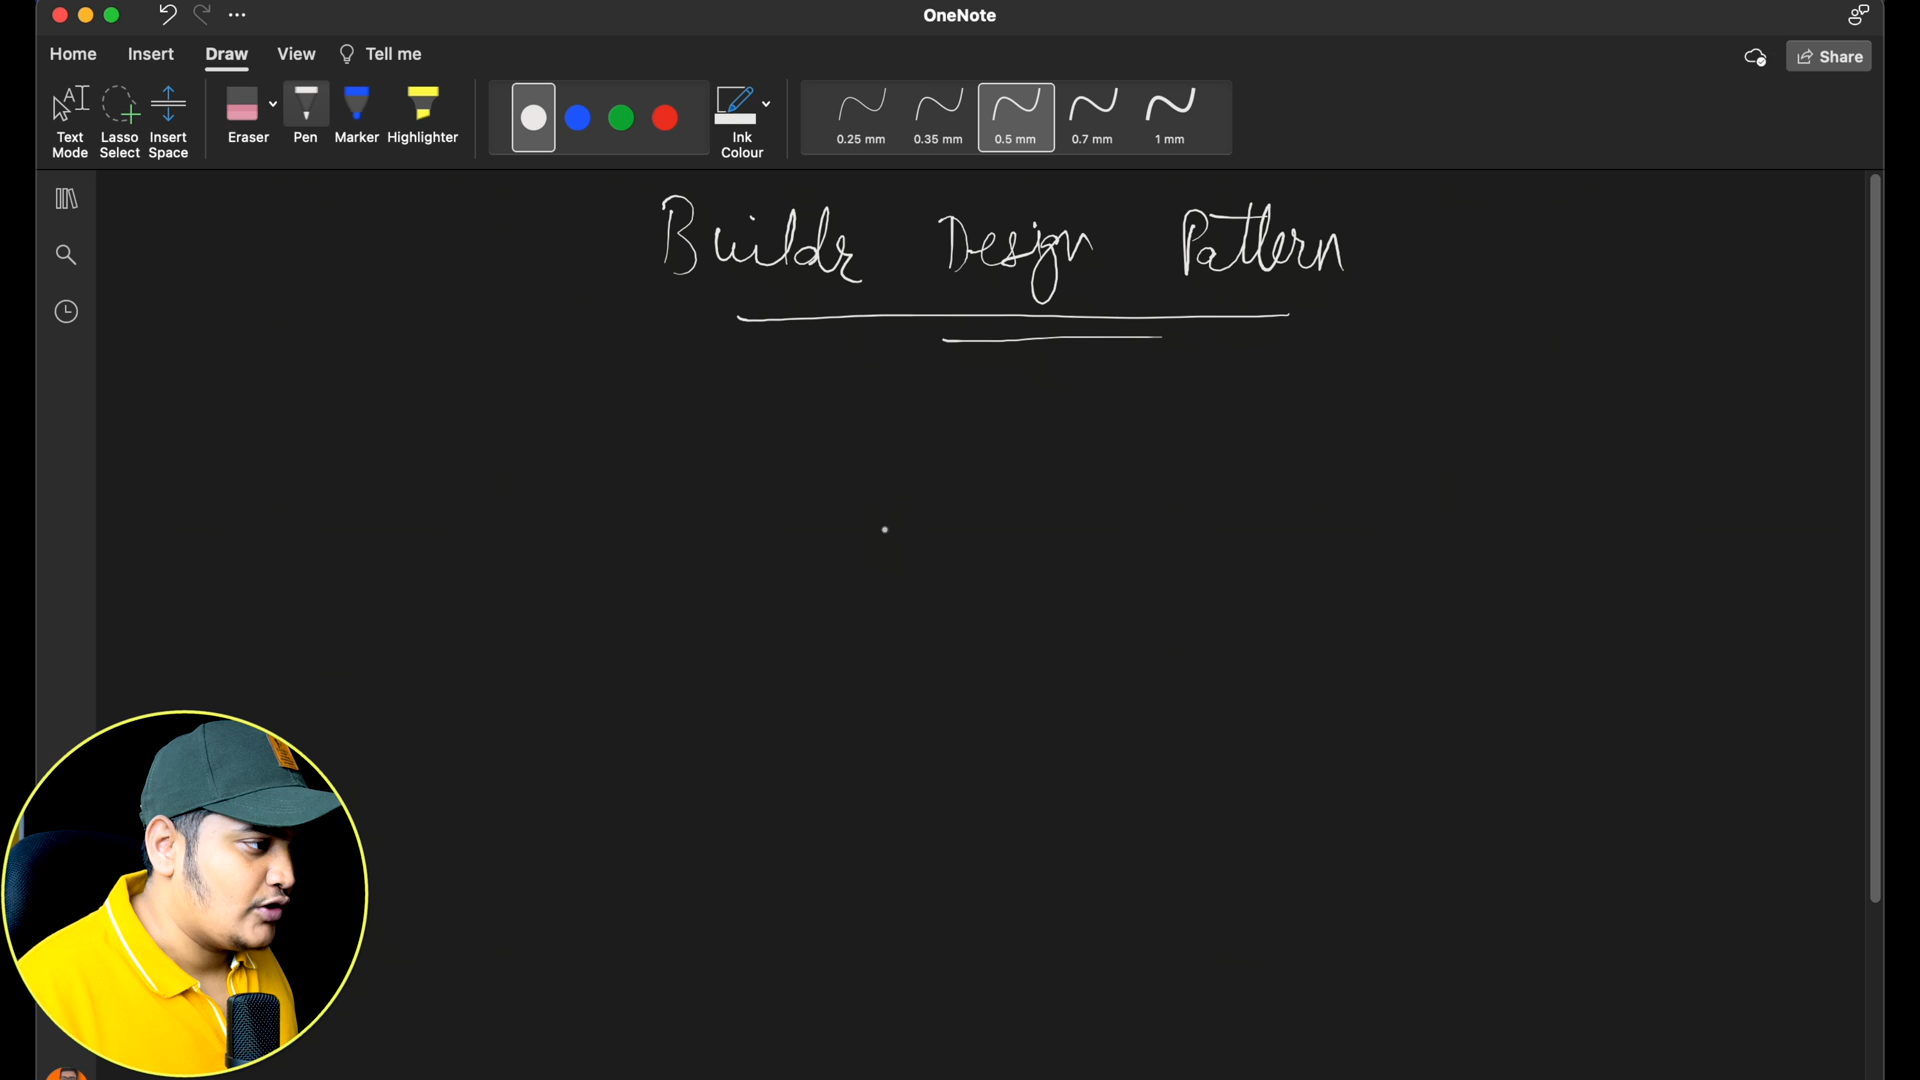 OneNote
Home Insert Draw View Tell me
Share
Text Mode
Lasso Select
Insert Space
Eraser
Pen
Marker
Highlighter
Ink Colour
0.25 mm
0.35 mm
0.5 mm
0.7 mm
1 mm
Buildr Design Pattern